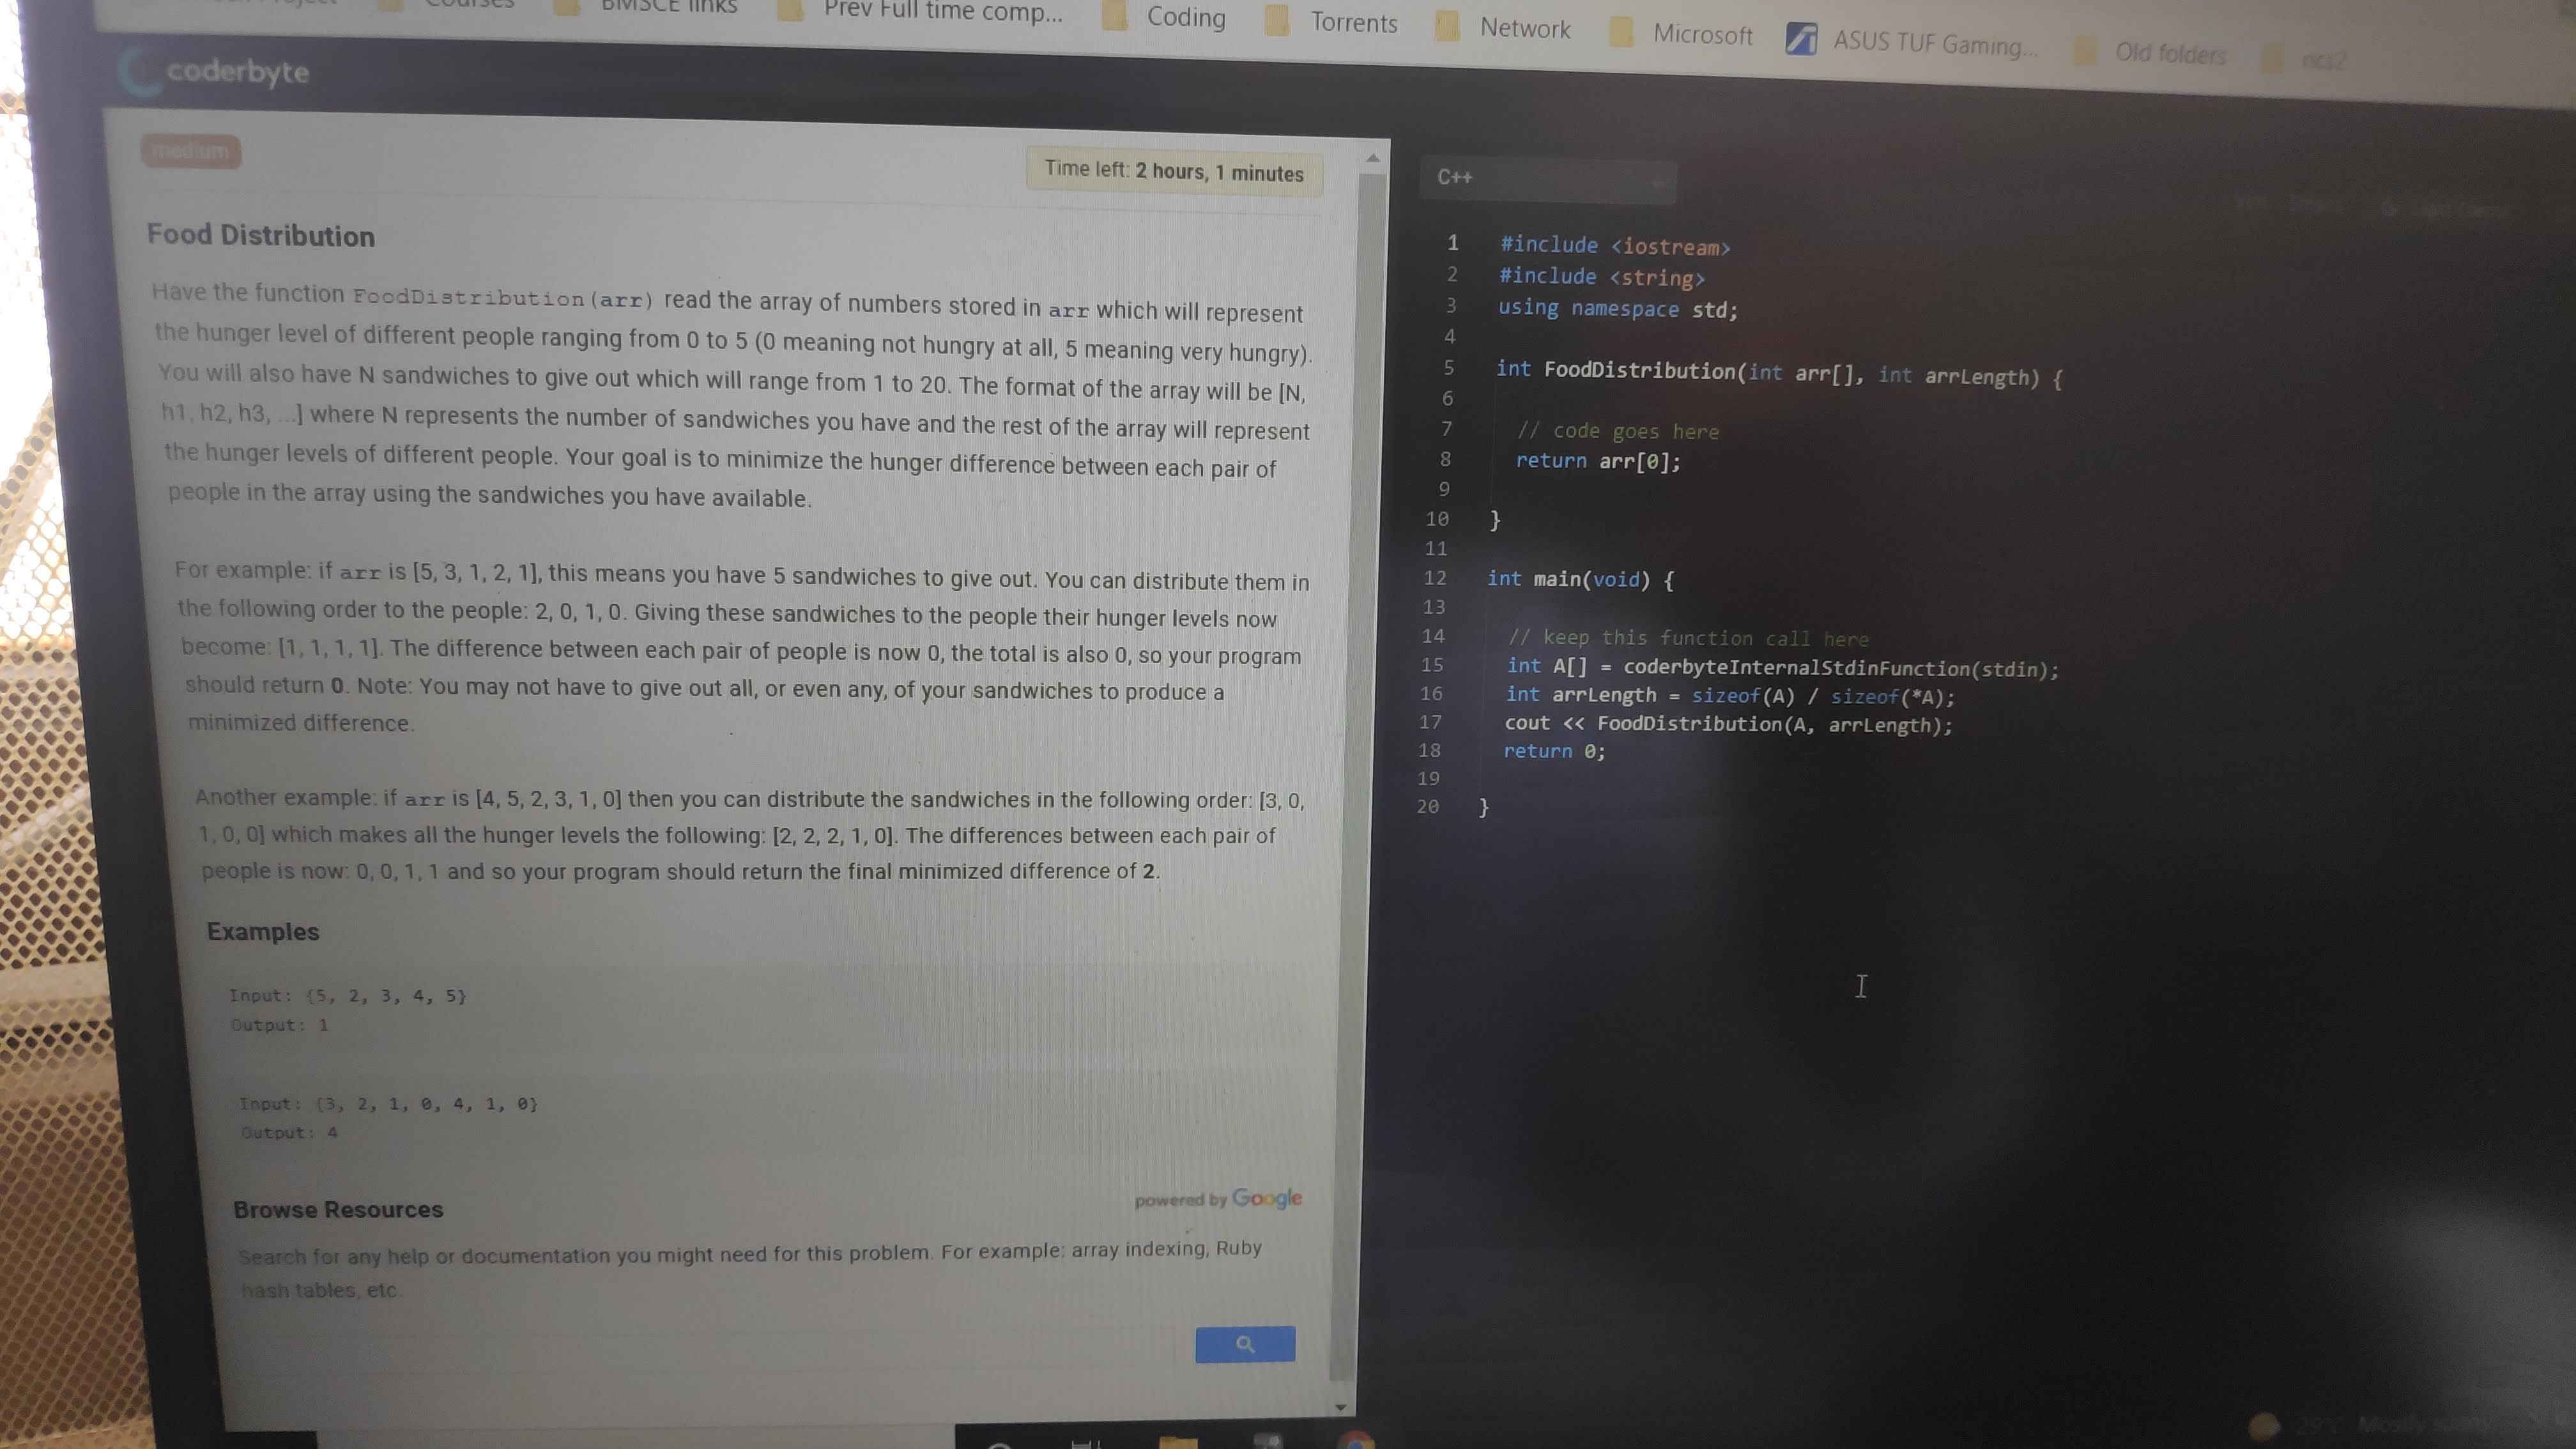 Courses
BMSCE links
Prev Full time comp...
Coding
Torrents
Network
Microsoft
ASUS TUF Gaming...
Old folders
ncs2
coderbyte
medium
Time left: 2 hours, 1 minutes
Food Distribution
Have the function FoodDistribution(arr) read the array of numbers stored in arr which will represent
the hunger level of different people ranging from 0 to 5 (0 meaning not hungry at all, 5 meaning very hungry).
You will also have N sandwiches to give out which will range from 1 to 20. The format of the array will be [N,
h1, h2, h3, ...] where N represents the number of sandwiches you have and the rest of the array will represent
the hunger levels of different people. Your goal is to minimize the hunger difference between each pair of
people in the array using the sandwiches you have available.
For example: if arr is [5, 3, 1, 2, 1], this means you have 5 sandwiches to give out. You can distribute them in
the following order to the people: 2, 0, 1, 0. Giving these sandwiches to the people their hunger levels now
become: [1, 1, 1, 1]. The difference between each pair of people is now 0, the total is also 0, so your program
should return 0. Note: You may not have to give out all, or even any, of your sandwiches to produce a
minimized difference.
Another example: if arr is [4, 5, 2, 3, 1, 0] then you can distribute the sandwiches in the following order: [3, 0,
1, 0, 0] which makes all the hunger levels the following: [2, 2, 2, 1, 0]. The differences between each pair of
people is now: 0, 0, 1, 1 and so your program should return the final minimized difference of 2.
Examples
Input: {5, 2, 3, 4, 5}
Output: 1
Input: {3, 2, 1, 0, 4, 1, 0}
Output: 4
Browse Resources
powered by Google
Search for any help or documentation you might need for this problem. For example: array indexing, Ruby
hash tables, etc.
C++
1 #include <iostream>
2 #include <string>
3 using namespace std;
4
5 int FoodDistribution(int arr[], int arrLength) {
6
7 // code goes here
8 return arr[0];
9
10 }
11
12 int main(void) {
13
14 // keep this function call here
15 int A[] = coderbyteInternalStdinFunction(stdin);
16 int arrLength = sizeof(A) / sizeof(*A);
17 cout << FoodDistribution(A, arrLength);
18 return 0;
19
20 }
29°C Mostly sunny